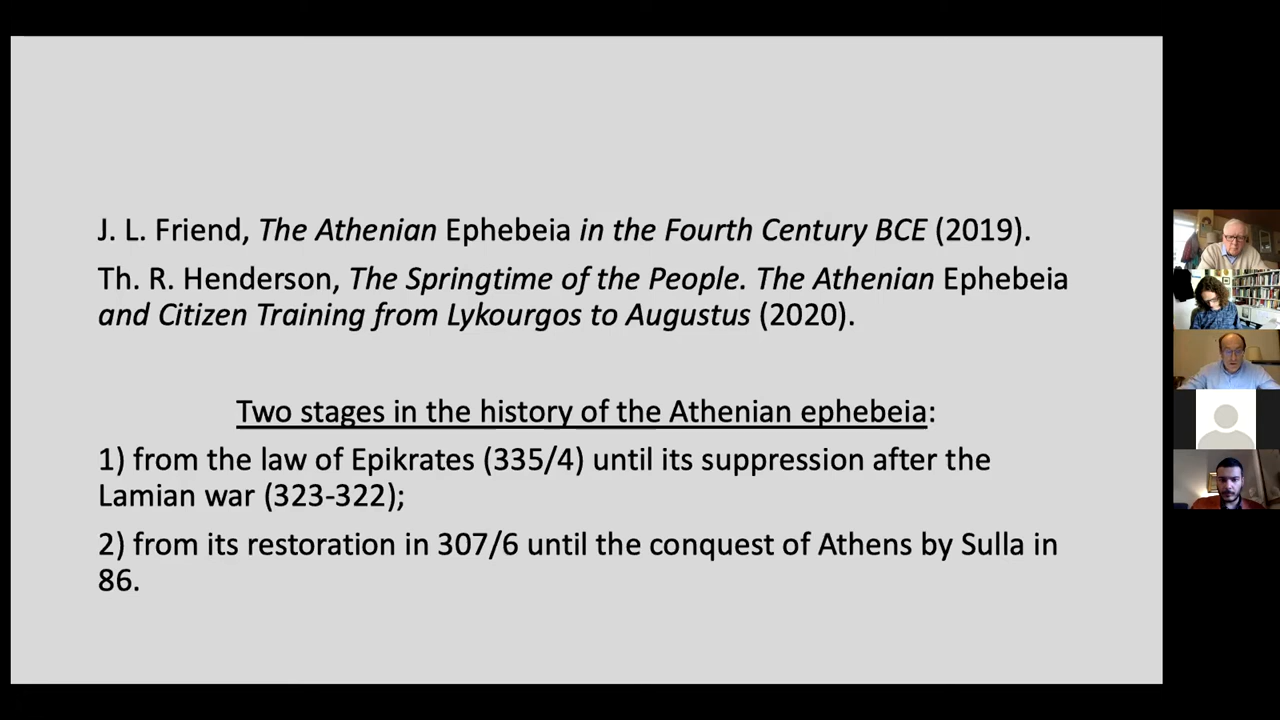 J. L. Friend, The Athenian Ephebeia in the Fourth Century BCE (2019).
Th. R. Henderson, The Springtime of the People. The Athenian Ephebeia
and Citizen Training from Lykourgos to Augustus (2020).
Two stages in the history of the Athenian ephebeia:
1) from the law of Epikrates (335/4) until its suppression after the
Lamian war (323-322);
2) from its restoration in 307/6 until the conquest of Athens by Sulla in
86.